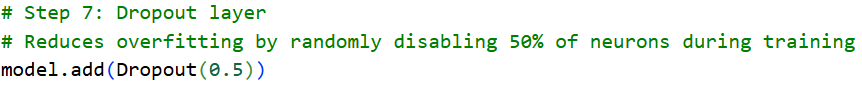 # Step 7: Dropout layer
# Reduces overfitting by randomly disabling 50% of neurons during training
model.add(Dropout(0.5))